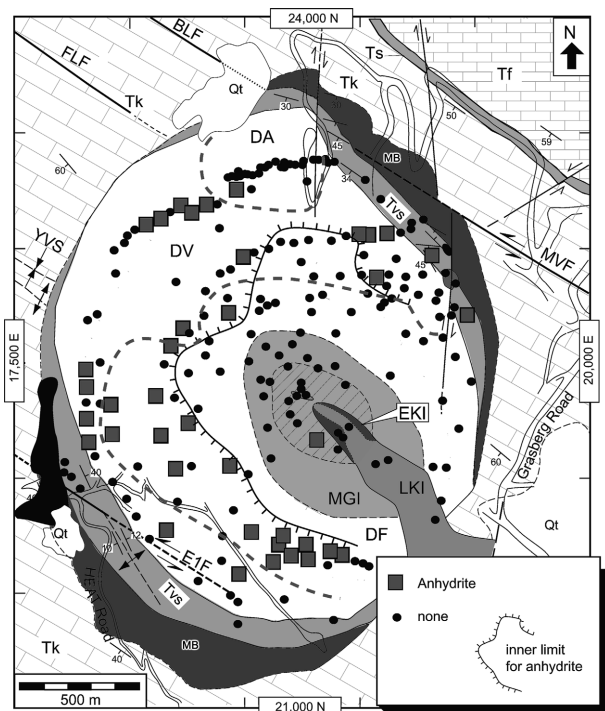 24,000 N
N
BLF
FLF
Ts
Tf
Tk
Qt
Tk
30
30
50
59
DA
45
MB
60
34
Tvs
DV
45
YVS
MVF
17,500 E
20,000 E
EKI
Grasberg Road
60
40
MGI
LKI
Qt
DF
Qt
10
12
E1F
Tvs
HEAT Road
MB
Tk
40
Anhydrite
none
inner limit
for anhydrite
500 m
21,000 N